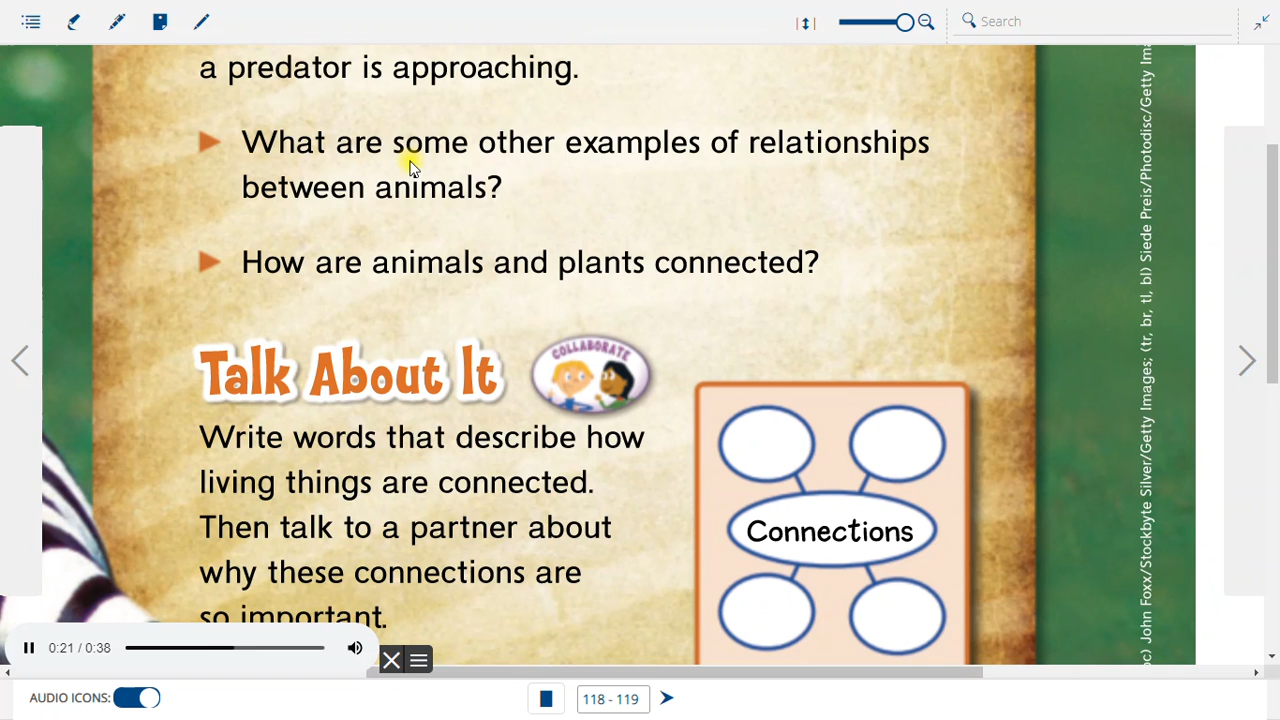 Search
a predator is approaching.
What are some other examples of relationships
between animals?
How are animals and plants connected?
Talk About It
COLLABORATE
Write words that describe how
living things are connected.
Then talk to a partner about
why these connections are
so important.
Connections
bc) John Foxx/Stockbyte Silver/Getty Images; (tr, br, tl, bl) Siede Preis/Photodisc/Getty Ima
0:21 / 0:38
AUDIO ICONS:
118 - 119